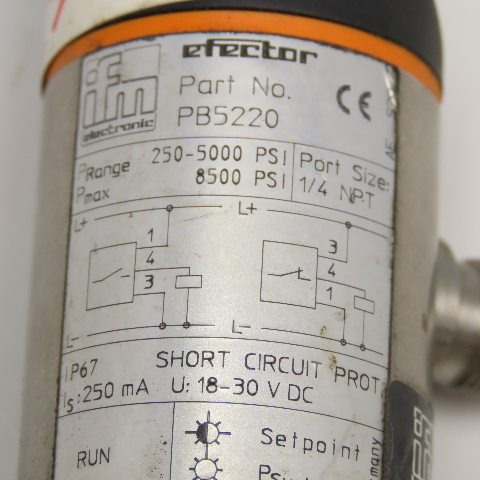 ifm
electronic
efector
Part No.
PB5220
CE
PRange 250-5000 PSI
Pmax 8500 PSI
Port Size:
1/4 NPT
L+ L+
1
4
3
3
4
1
L- L-
IP67 SHORT CIRCUIT PROT
Is: 250 mA U: 18-30 V DC
RUN
Setpoint